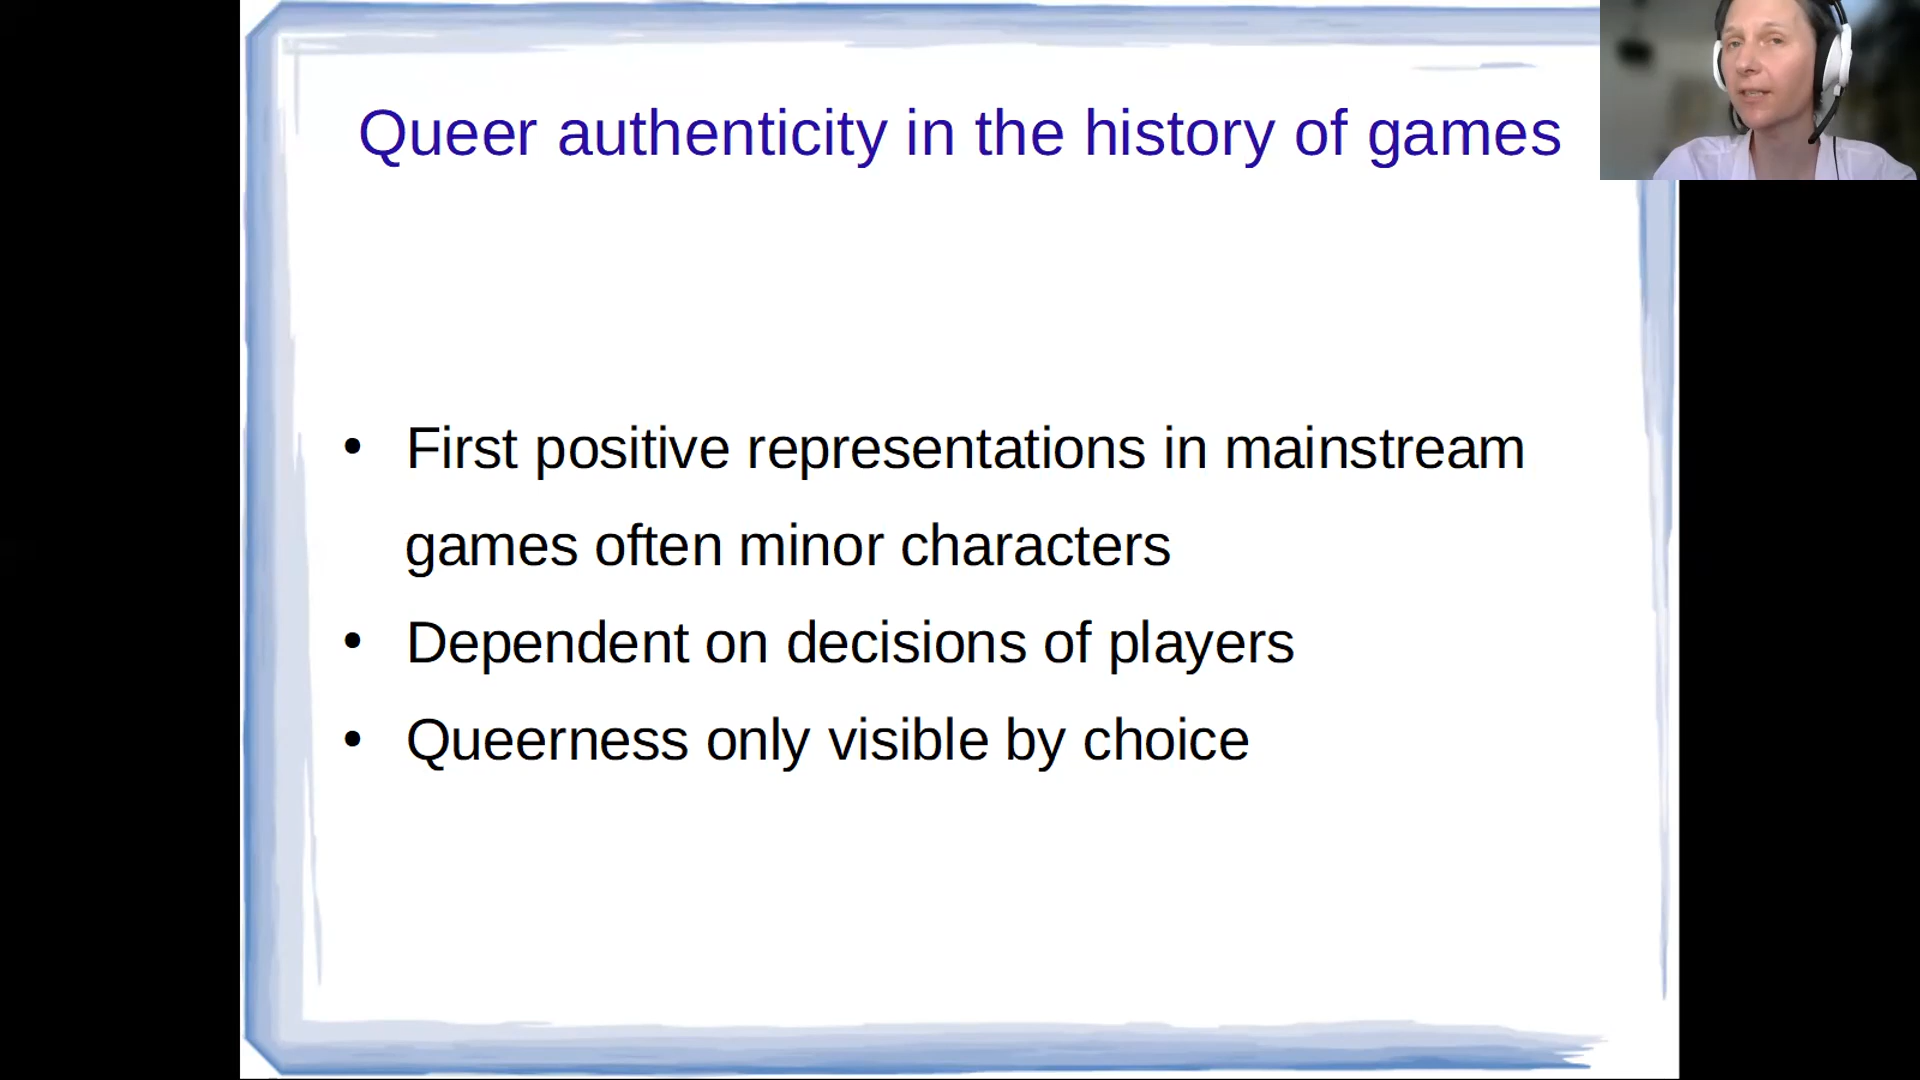 Queer authenticity in the history of games
• First positive representations in mainstream
games often minor characters
• Dependent on decisions of players
• Queerness only visible by choice